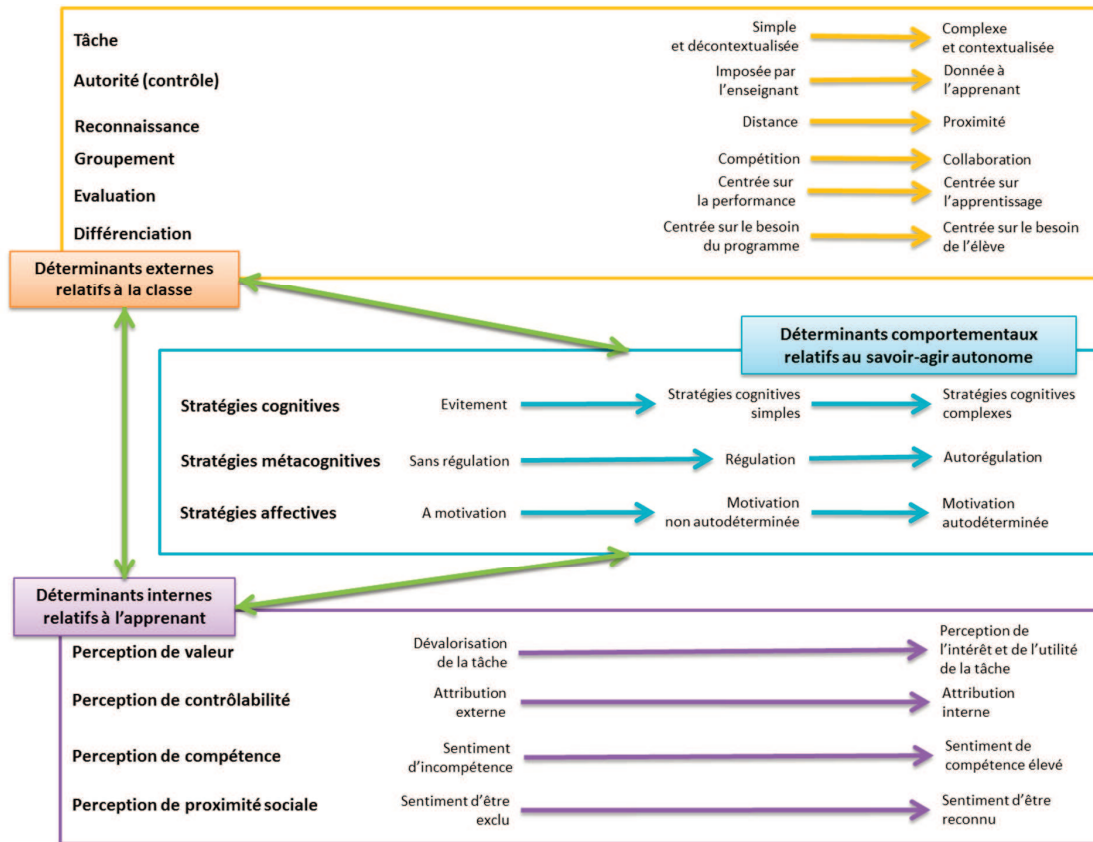 Tâche
Simple
et décontextualisée
Complexe
et contextualisée
Autorité (contrôle)
Imposée par
l'enseignant
Donnée à
l'apprenant
Reconnaissance
Distance
Proximité
Groupement
Compétition
Collaboration
Evaluation
Centrée sur
la performance
Centrée sur
l'apprentissage
Différenciation
Centrée sur le besoin
du programme
Centrée sur le besoin
de l'élève
Déterminants externes
relatifs à la classe
Déterminants comportementaux
relatifs au savoir-agir autonome
Stratégies cognitives
Evitement
Stratégies cognitives
simples
Stratégies cognitives
complexes
Stratégies métacognitives
Sans régulation
Régulation
Autorégulation
Stratégies affectives
A motivation
Motivation
non autodéterminée
Motivation
autodéterminée
Déterminants internes
relatifs à l'apprenant
Perception de valeur
Dévalorisation
de la tâche
Perception de
l'intérêt et de l'utilité
de la tâche
Perception de contrôlabilité
Attribution
externe
Attribution
interne
Perception de compétence
Sentiment
d'incompétence
Sentiment de
compétence élevé
Perception de proximité sociale
Sentiment d'être
exclu
Sentiment d'être
reconnu